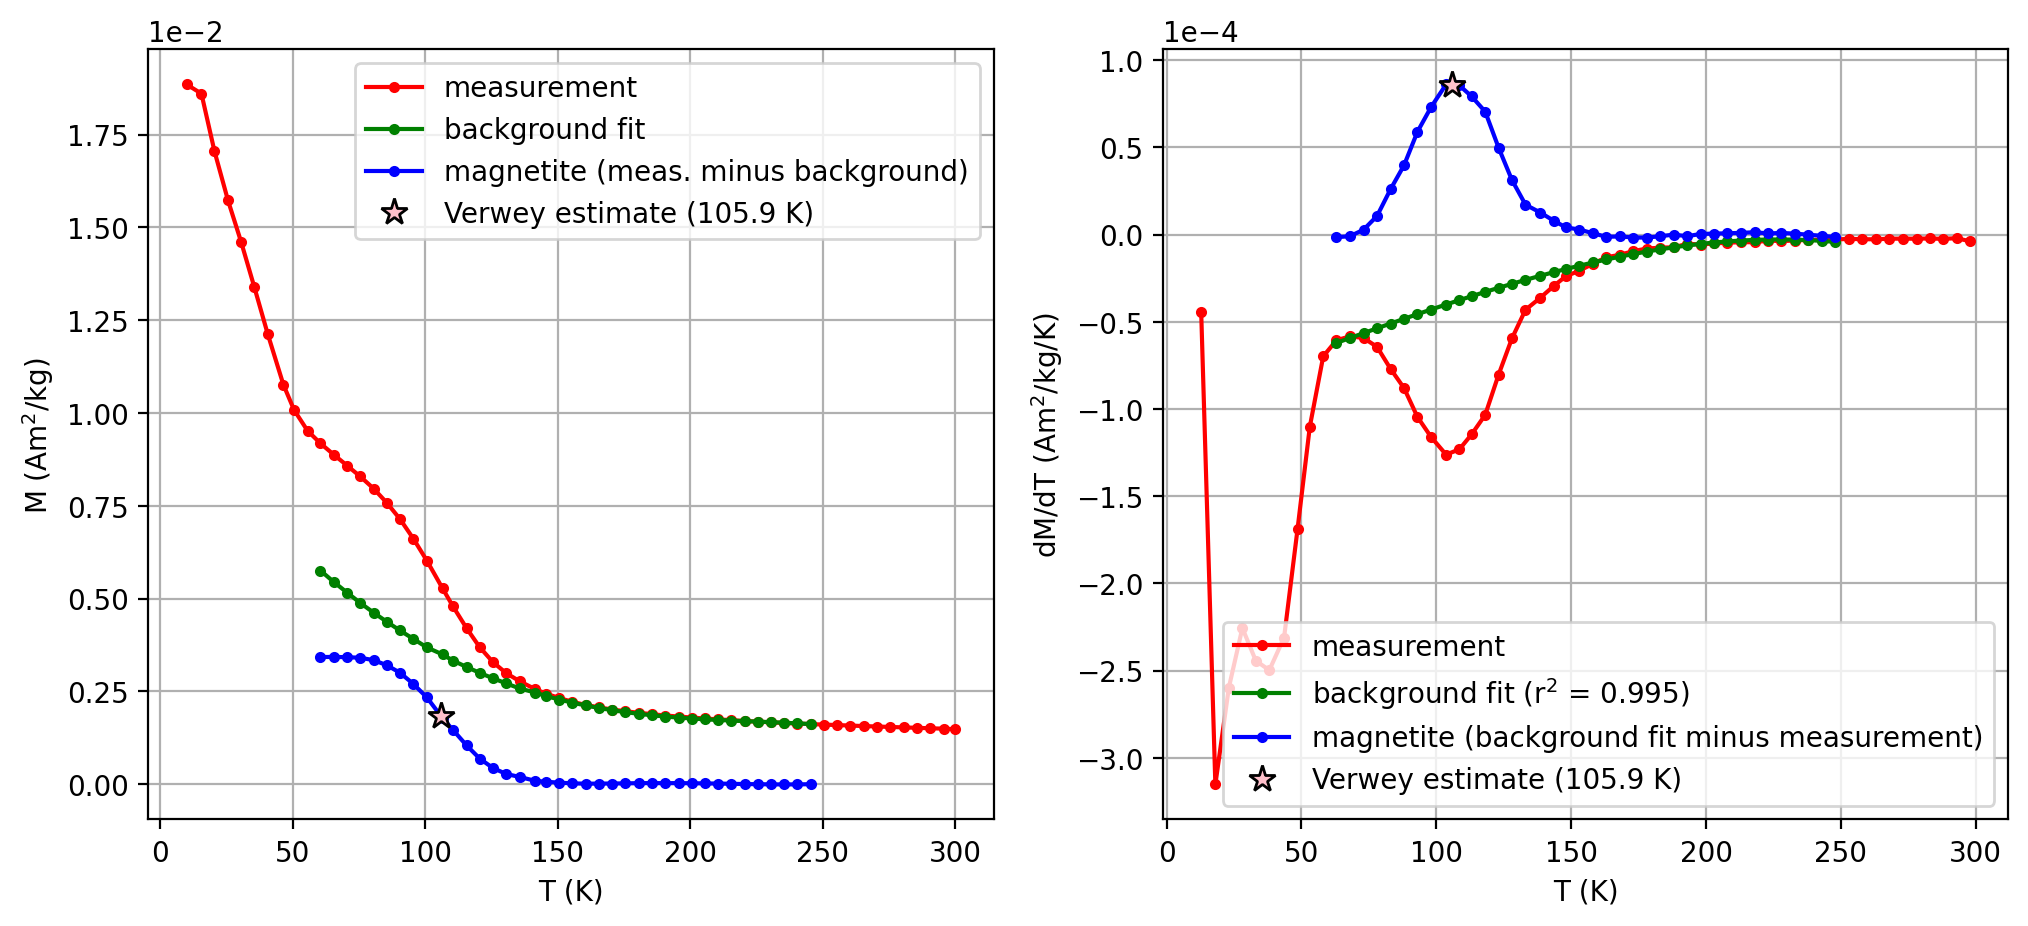 1e−2
M (Am²/kg)
1.75
1.50
1.25
1.00
0.75
0.50
0.25
0.00
measurement
background fit
magnetite (meas. minus background)
Verwey estimate (105.9 K)
0 50 100 150 200 250 300
T (K)
1e−4
dM/dT (Am²/kg/K)
1.0
0.5
0.0
−0.5
−1.0
−1.5
−2.0
−2.5
−3.0
measurement
background fit (r² = 0.995)
magnetite (background fit minus measurement)
Verwey estimate (105.9 K)
0 50 100 150 200 250 300
T (K)